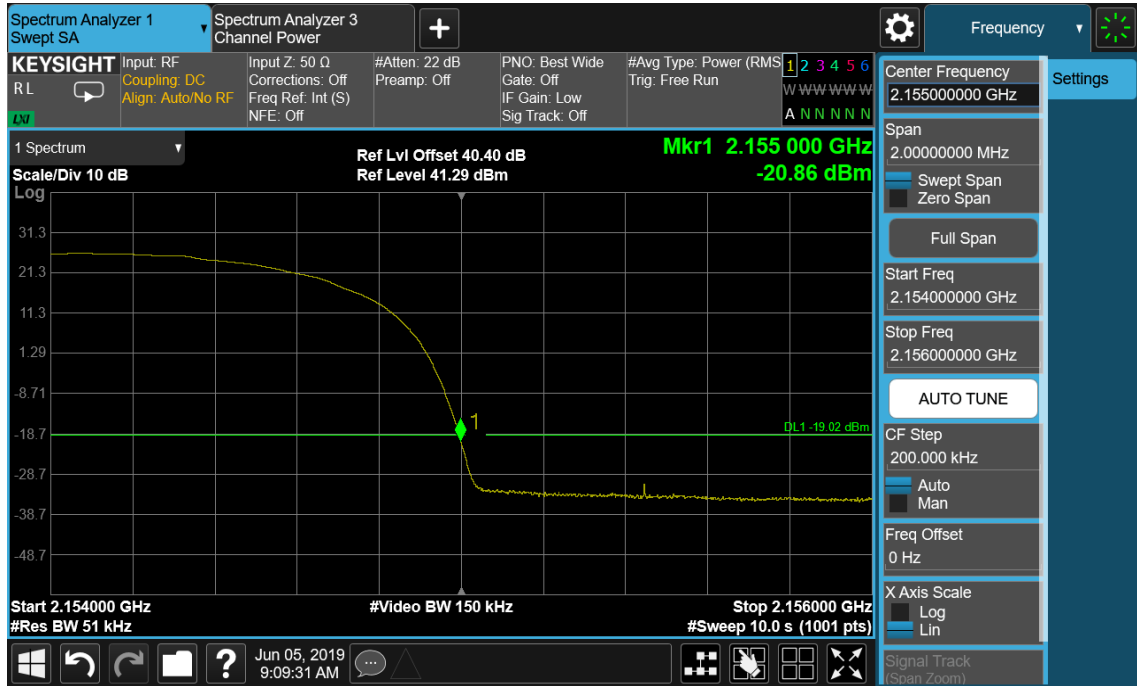 Spectrum Analyzer 1
Swept SA
Spectrum Analyzer 3
Channel Power
Frequency
KEYSIGHT
R L
LXI
Input: RF
Coupling: DC
Align: Auto/No RF
Input Z: 50 Ω
Corrections: Off
Freq Ref: Int (S)
NFE: Off
#Atten: 22 dB
Preamp: Off
PNO: Best Wide
Gate: Off
IF Gain: Low
Sig Track: Off
#Avg Type: Power (RMS
Trig: Free Run
1 2 3 4 5 6
W W W W W W
A N N N N N
1 Spectrum
Scale/Div 10 dB
Log
Ref Lvl Offset 40.40 dB
Ref Level 41.29 dBm
Mkr1 2.155 000 GHz
-20.86 dBm
31.3
21.3
11.3
1.29
-8.71
-18.7
-28.7
-38.7
-48.7
1
DL1 -19.02 dBm
Start 2.154000 GHz
#Video BW 150 kHz
Stop 2.156000 GHz
#Res BW 51 kHz
#Sweep 10.0 s (1001 pts)
Center Frequency
2.155000000 GHz
Span
2.00000000 MHz
Swept Span
Zero Span
Full Span
Start Freq
2.154000000 GHz
Stop Freq
2.156000000 GHz
AUTO TUNE
CF Step
200.000 kHz
Auto
Man
Freq Offset
0 Hz
X Axis Scale
Log
Lin
Signal Track
(Span Zoom)
Settings
?
Jun 05, 2019
9:09:31 AM